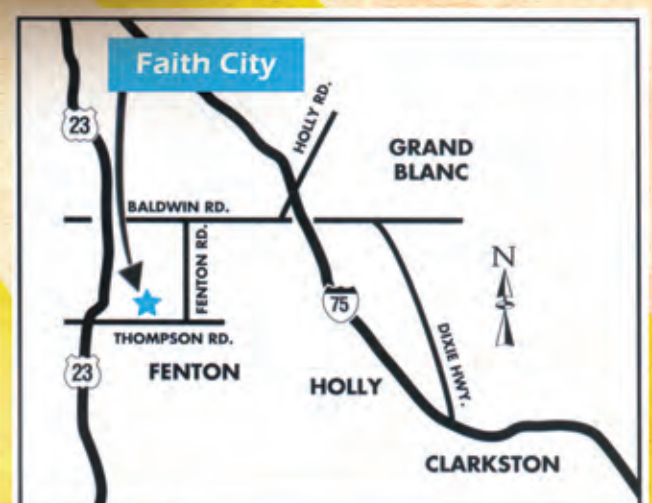 Faith City
23
HOLLY RD.
GRAND
BLANC
BALDWIN RD.
FENTON RD.
N
S
75
THOMPSON RD.
DIXIE HWY.
23
FENTON
HOLLY
CLARKSTON